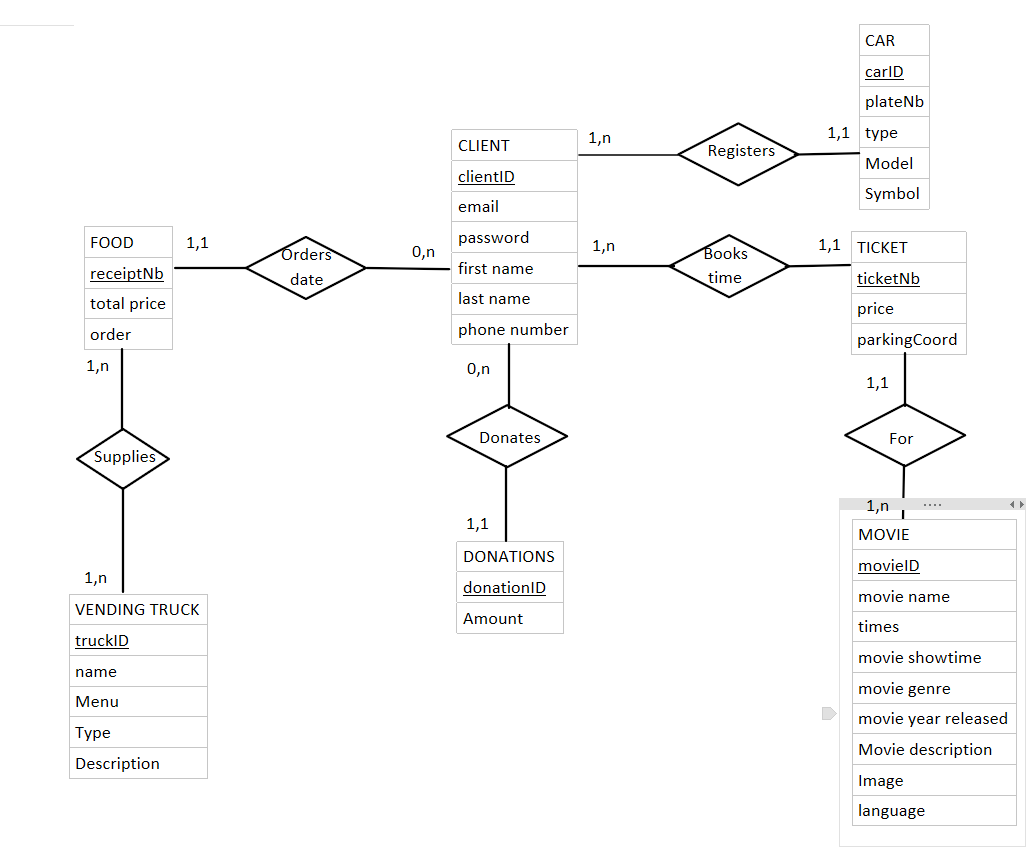 CAR
carID
plateNb
type
Model
Symbol
1,n
Registers
1,1
CLIENT
clientID
email
password
first name
last name
phone number
FOOD
receiptNb
total price
order
1,1
Orders
date
0,n
1,n
Books
time
1,1
TICKET
ticketNb
price
parkingCoord
1,n
Supplies
1,n
0,n
Donates
1,1
1,1
For
1,n
VENDING TRUCK
truckID
name
Menu
Type
Description
DONATIONS
donationID
Amount
MOVIE
movieID
movie name
times
movie showtime
movie genre
movie year released
Movie description
Image
language